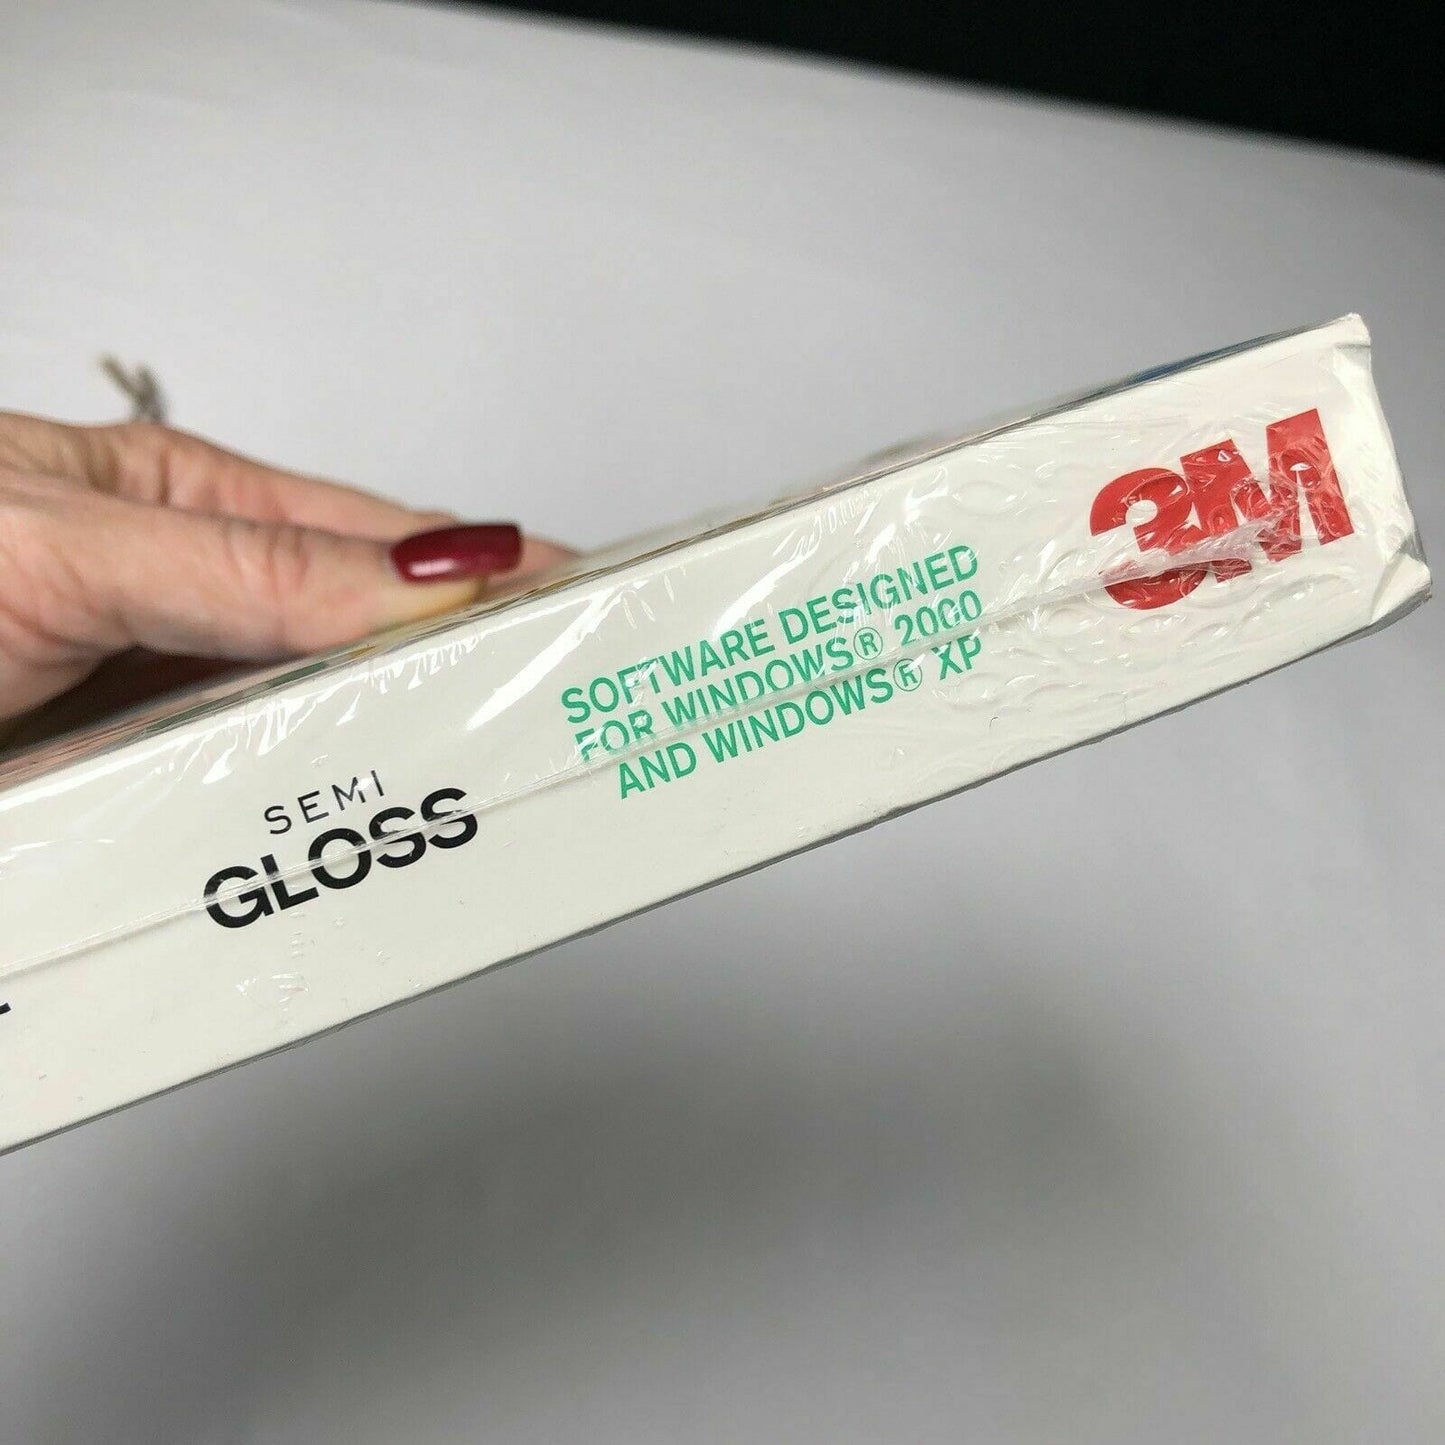 SEMI
GLOSS
SOFTWARE DESIGNED
FOR WINDOWS® 2000
AND WINDOWS® XP
3M